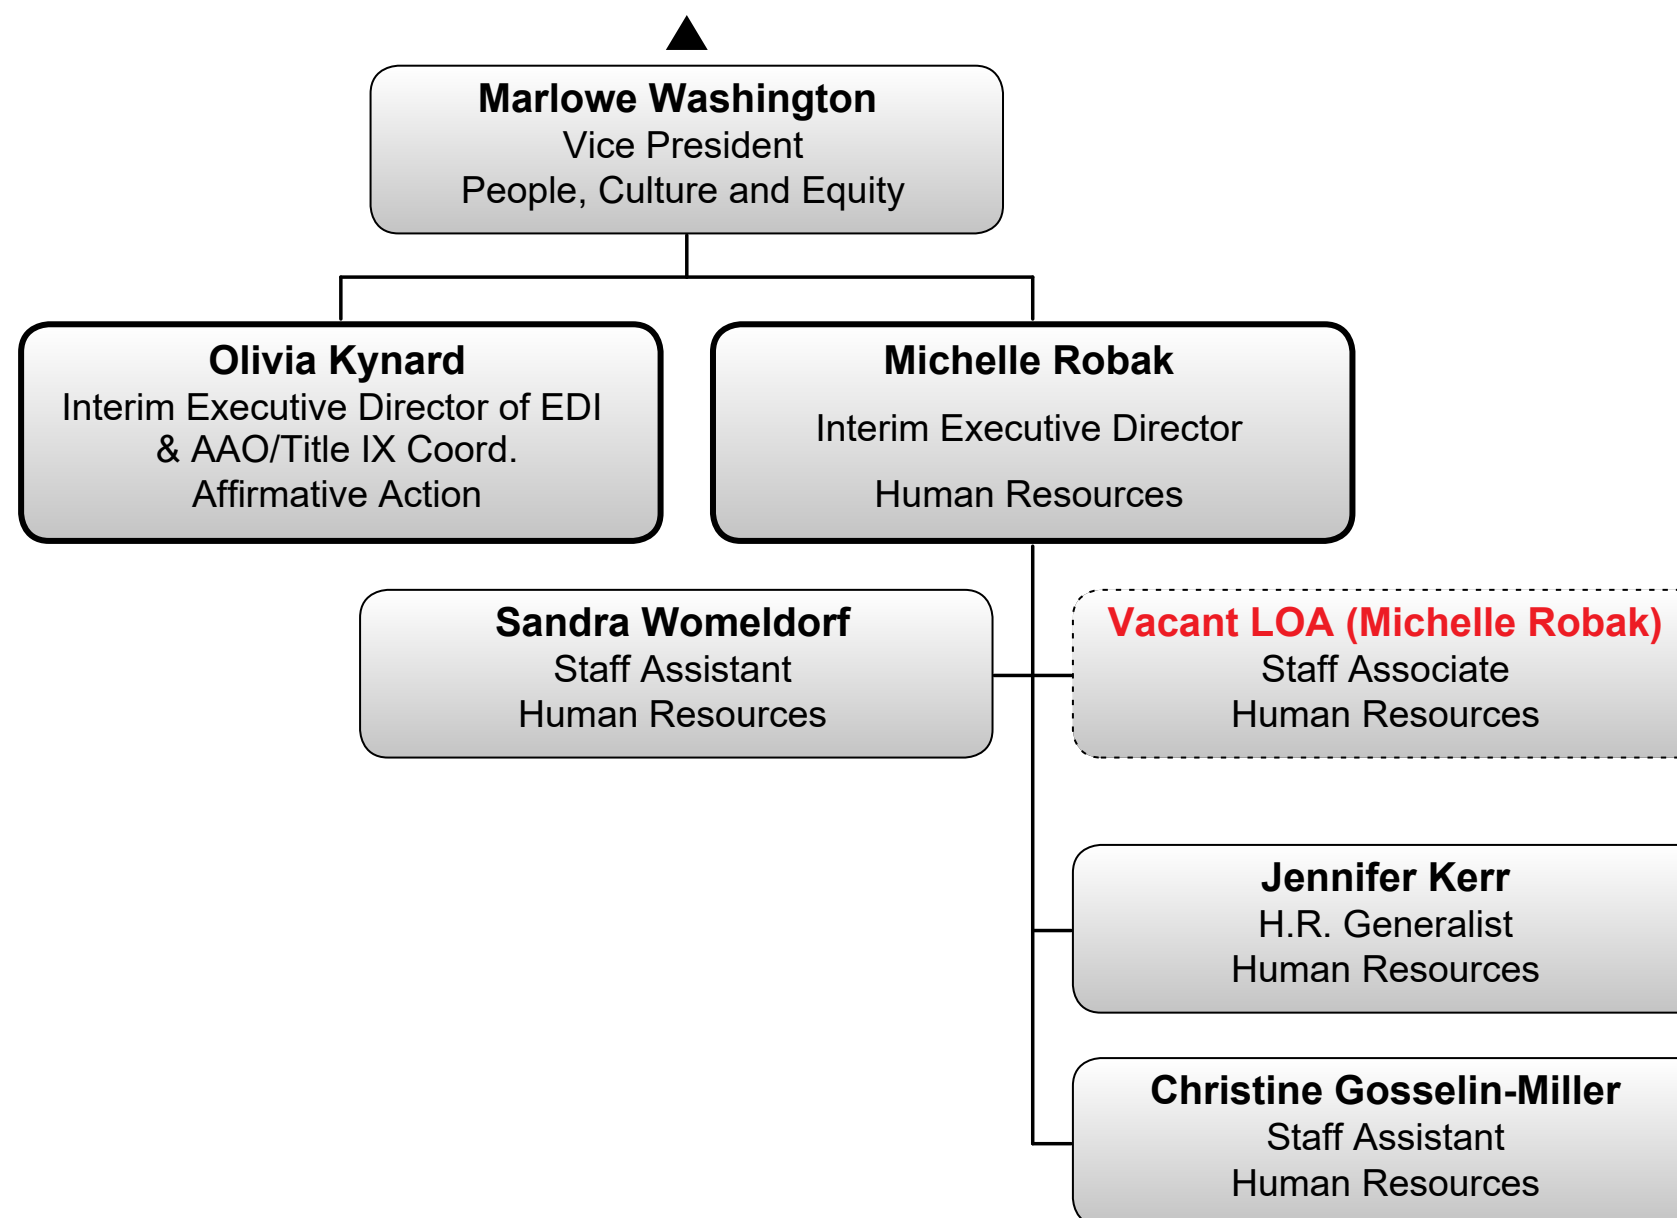 Marlowe Washington
Vice President
People, Culture and Equity
Olivia Kynard
Interim Executive Director of EDI
& AAO/Title IX Coord.
Affirmative Action
Michelle Robak
Interim Executive Director
Human Resources
Sandra Womeldorf
Staff Assistant
Human Resources
Vacant LOA (Michelle Robak)
Staff Associate
Human Resources
Jennifer Kerr
H.R. Generalist
Human Resources
Christine Gosselin-Miller
Staff Assistant
Human Resources